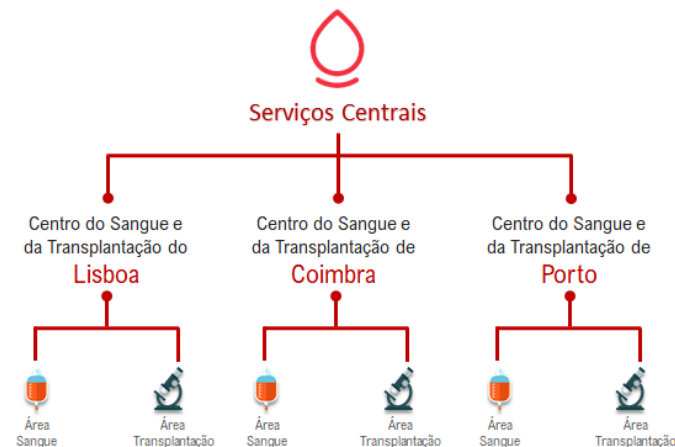 Serviços Centrais
Centro do Sangue e
da Transplantação do
Lisboa
Centro do Sangue e
da Transplantação de
Coimbra
Centro do Sangue e
da Transplantação de
Porto
Área
Sangue
Área
Transplantação
Área
Sangue
Área
Transplantação
Área
Sangue
Área
Transplantação